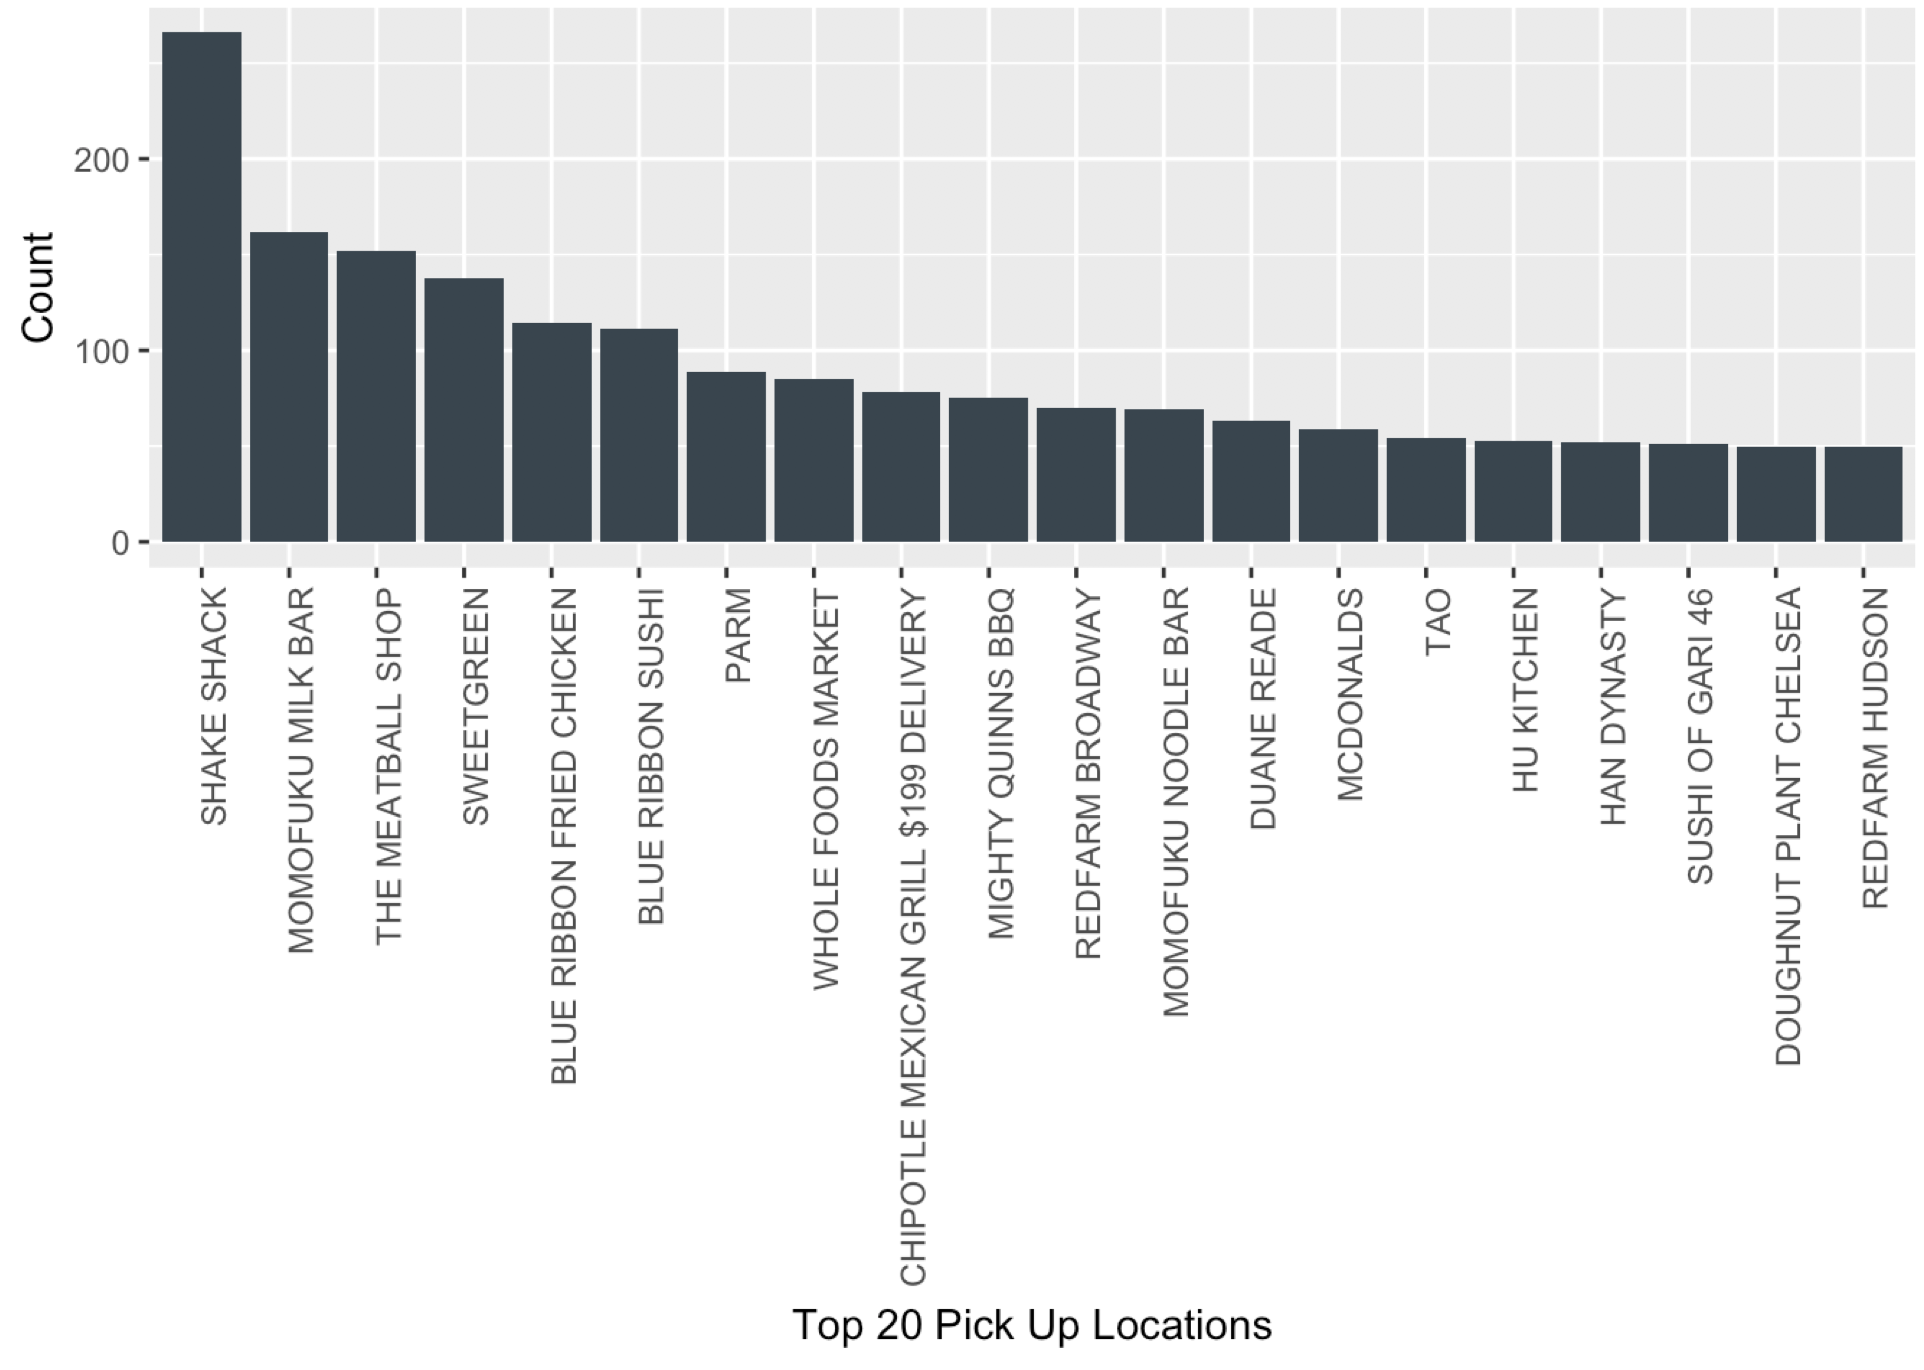 Count
200
100
0
SHAKE SHACK
MOMOFUKU MILK BAR
THE MEATBALL SHOP
SWEETGREEN
BLUE RIBBON FRIED CHICKEN
BLUE RIBBON SUSHI
PARM
WHOLE FOODS MARKET
CHIPOTLE MEXICAN GRILL $199 DELIVERY
MIGHTY QUINNS BBQ
REDFARM BROADWAY
MOMOFUKU NOODLE BAR
DUANE READE
MCDONALDS
TAO
HU KITCHEN
HAN DYNASTY
SUSHI OF GARI 46
DOUGHNUT PLANT CHELSEA
REDFARM HUDSON
Top 20 Pick Up Locations